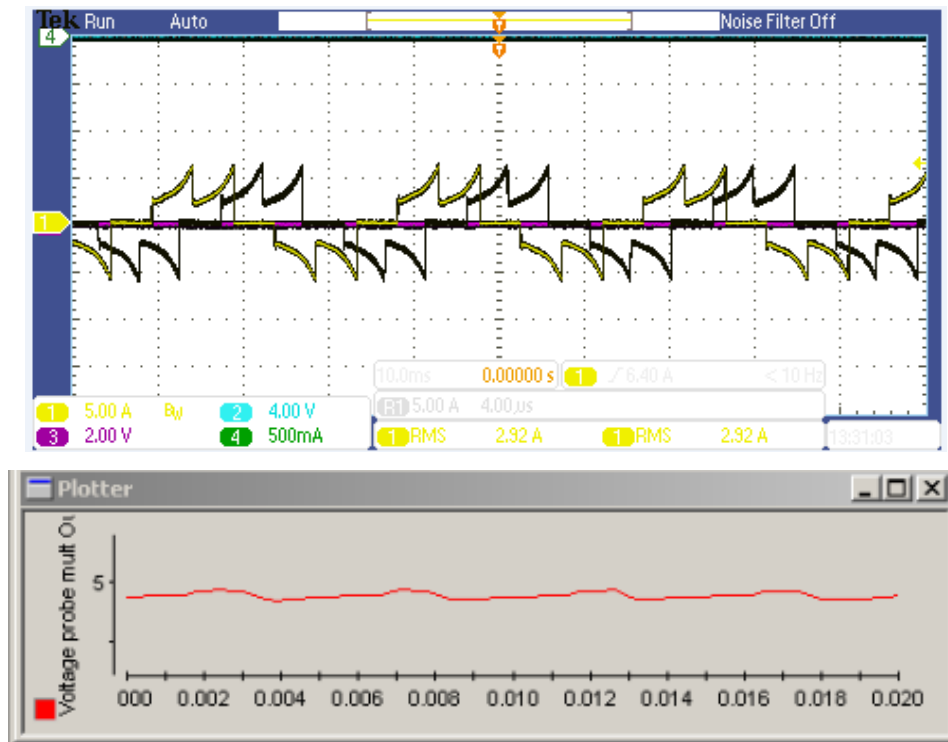 Tek Run Auto Noise Filter Off
4
1
10.0ms 0.00000 s 1 6.40 A < 10 Hz
R1 5.00 A 4.00µs
1 5.00 A BW 2 4.00 V
3 2.00 V 4 500mA
1 RMS 2.92 A 1 RMS 2.92 A 13:31:03
Plotter
Voltage probe mult Ou
5
000 0.002 0.004 0.006 0.008 0.010 0.012 0.014 0.016 0.018 0.020